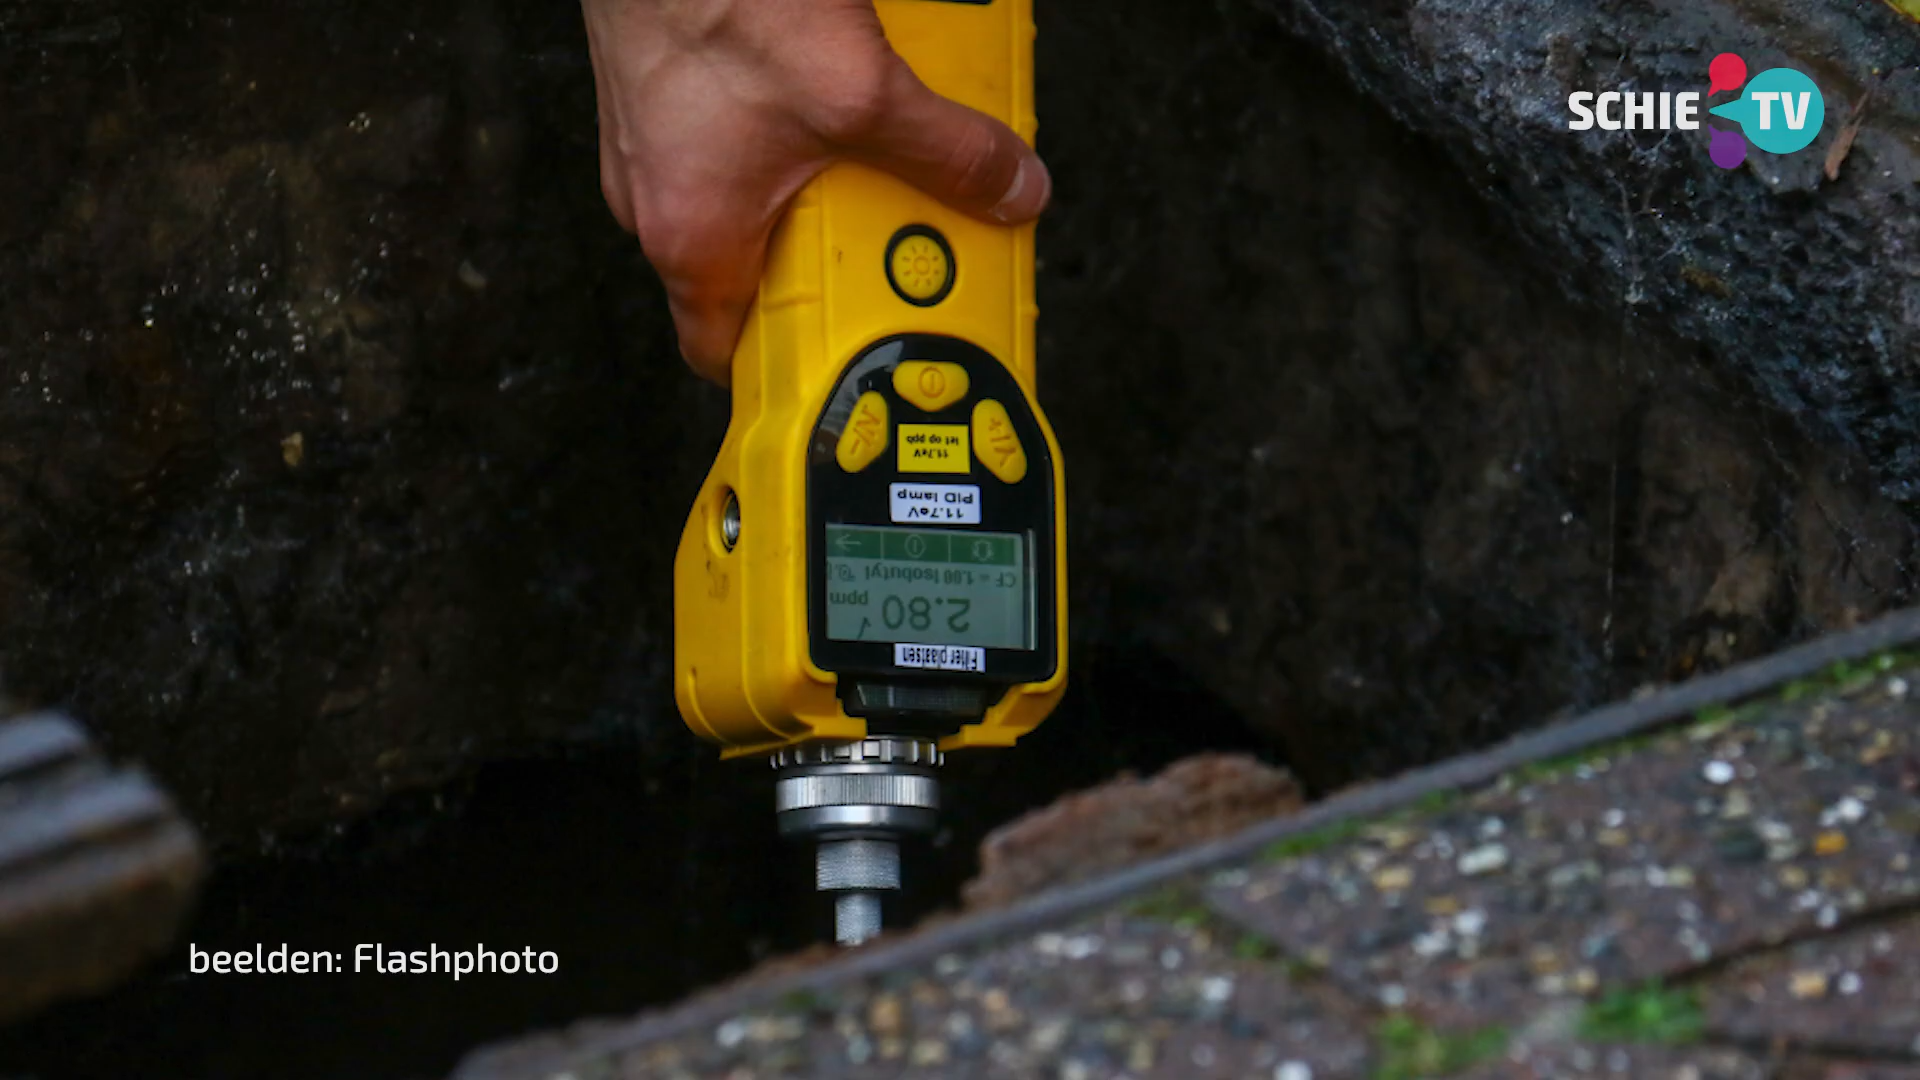 SCHIE TV
N/-
Y/+
let op ppb
11.7eV
PID lamp
11.7eV
CF = 1.00 Isobutyl
2.80 ppm
Filter plaatsen
beelden: Flashphoto